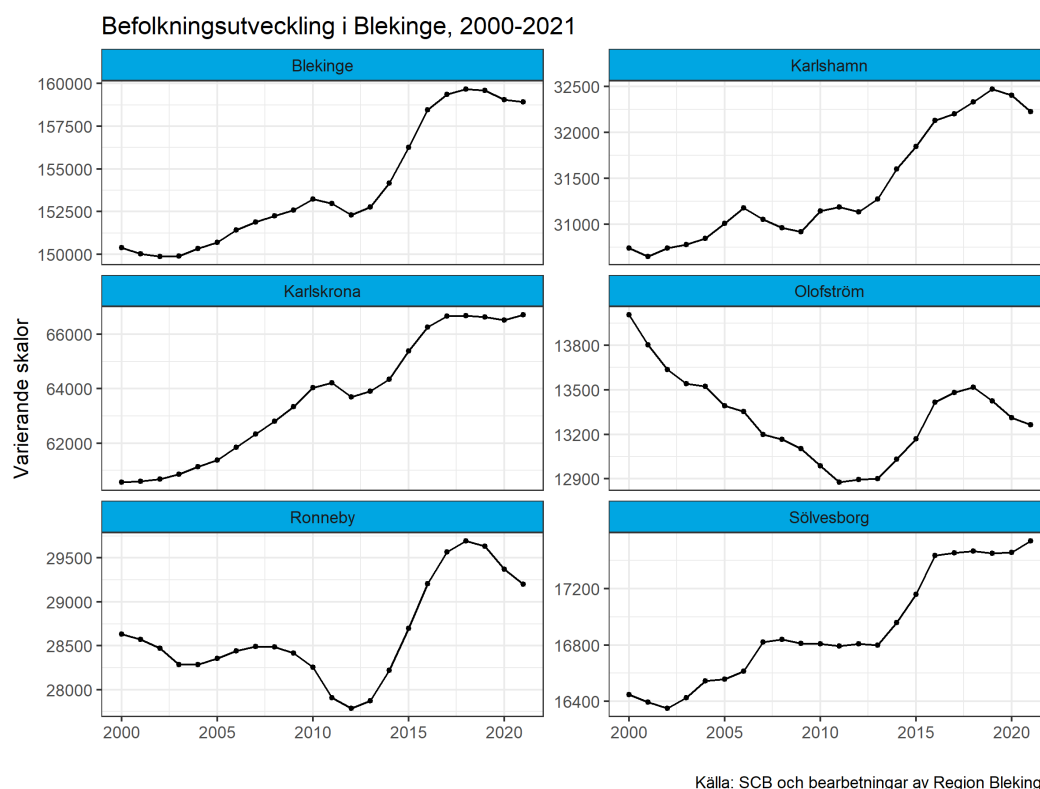 Befolkningsutveckling i Blekinge, 2000-2021
Varierande skalor
Blekinge
160000
157500
155000
152500
150000
Karlshamn
32500
32000
31500
31000
Karlskrona
66000
64000
62000
Olofström
13800
13500
13200
12900
Ronneby
29500
29000
28500
28000
2000 2005 2010 2015 2020
Sölvesborg
17200
16800
16400
2000 2005 2010 2015 2020
Källa: SCB och bearbetningar av Region Bleking